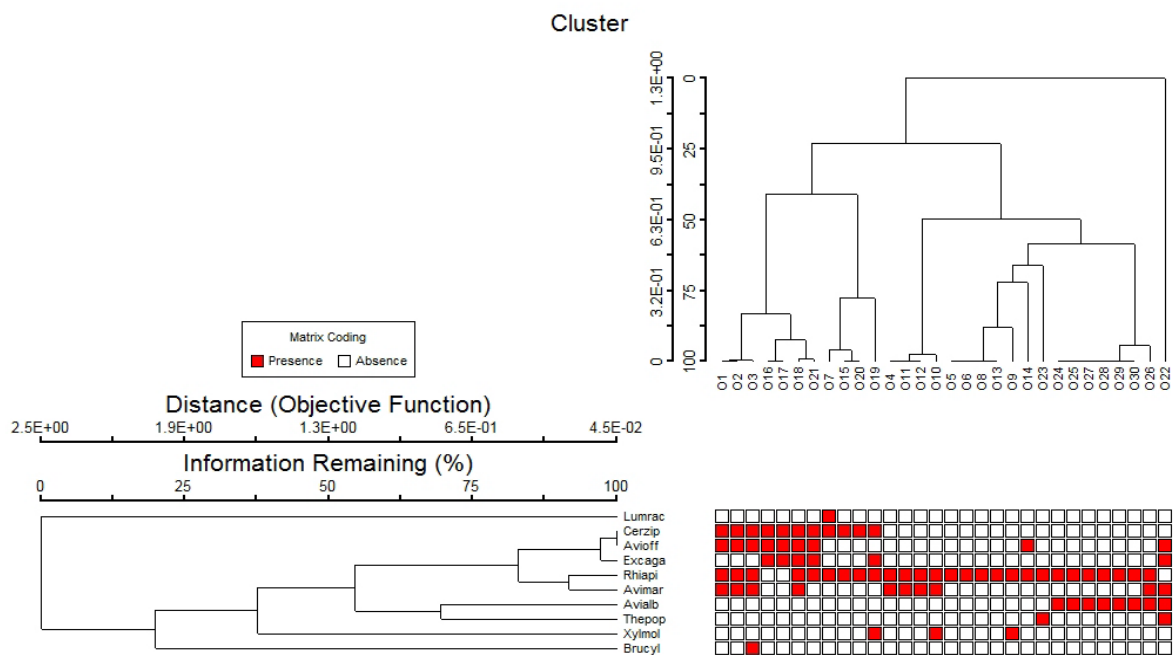 Cluster
1.3E+00
9.5E-01
6.3E-01
3.2E-01
0
0
25
50
75
100
O1
O2
O3
O16
O17
O18
O21
O7
O15
O20
O19
O4
O11
O12
O10
O5
O6
O8
O13
O9
O14
O23
O24
O25
O27
O28
O29
O30
O26
O22
Matrix Coding
Presence Absence
Distance (Objective Function)
2.5E+00 1.9E+00 1.3E+00 6.5E-01 4.5E-02
Information Remaining (%)
0 25 50 75 100
Lumrac
Cerzip
Avioff
Excaga
Rhiapi
Avimar
Avialb
Thepop
Xylmol
Brucyl